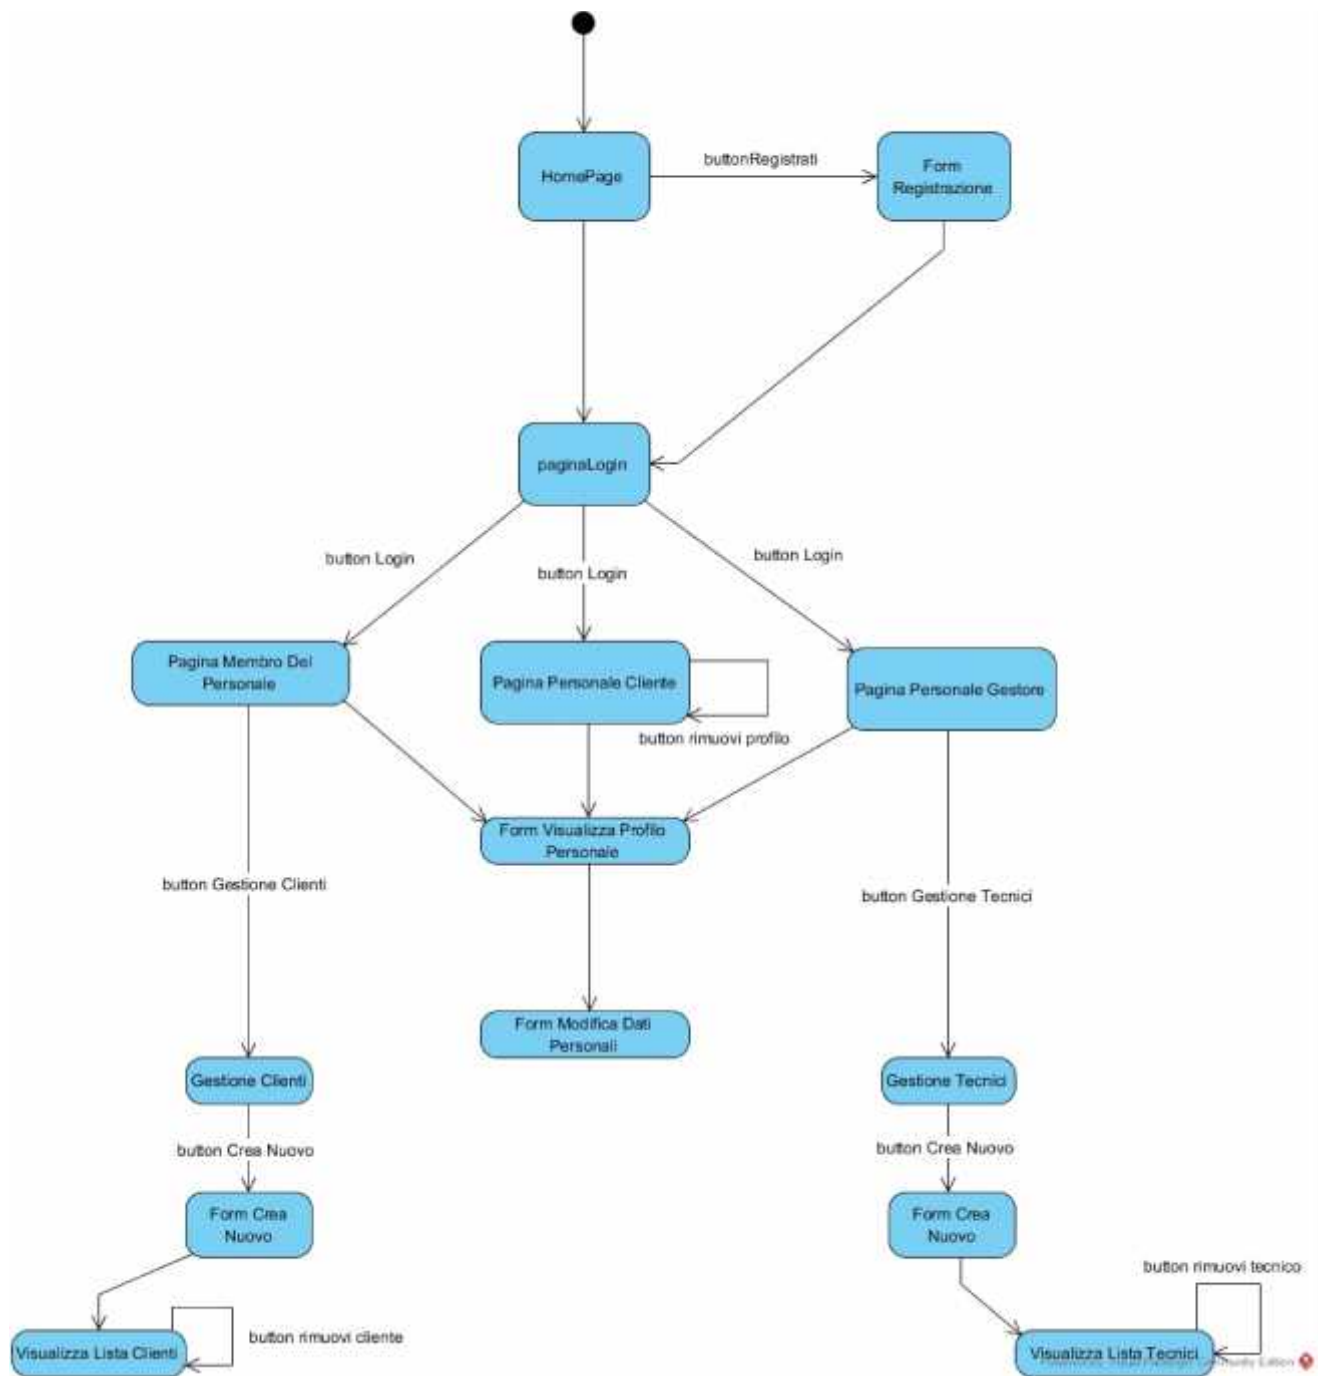 buttonRegistrati
HomePage
Form
Registrazione
paginaLogin
button Login
button Login
button Login
Pagina Membro Del
Personale
Pagina Personale Cliente
Pagina Personale Gestore
button rimuovi profilo
Form Visualizza Profilo
Personale
button Gestione Clienti
button Gestione Tecnici
Form Modifica Dati
Personali
Gestione Clienti
Gestione Tecnici
button Crea Nuovo
button Crea Nuovo
Form Crea
Nuovo
Form Crea
Nuovo
button rimuovi tecnico
button rimuovi cliente
Visualizza Lista Clienti
Visualizza Lista Tecnici
Edition